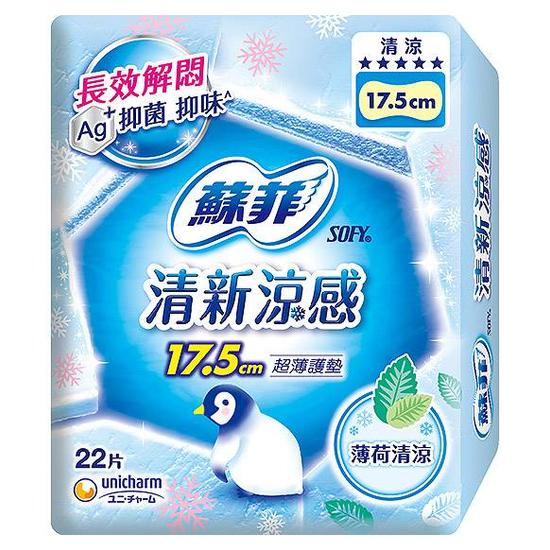 長效解悶
Ag+ 抑菌 抑味^
清涼
★★★★★
17.5cm
蘇菲
SOFY®
清新涼感
17.5cm 超薄護墊
薄荷清涼
22片
unicharm
ユニ・チャーム
蘇菲
SOFY®
清新涼感